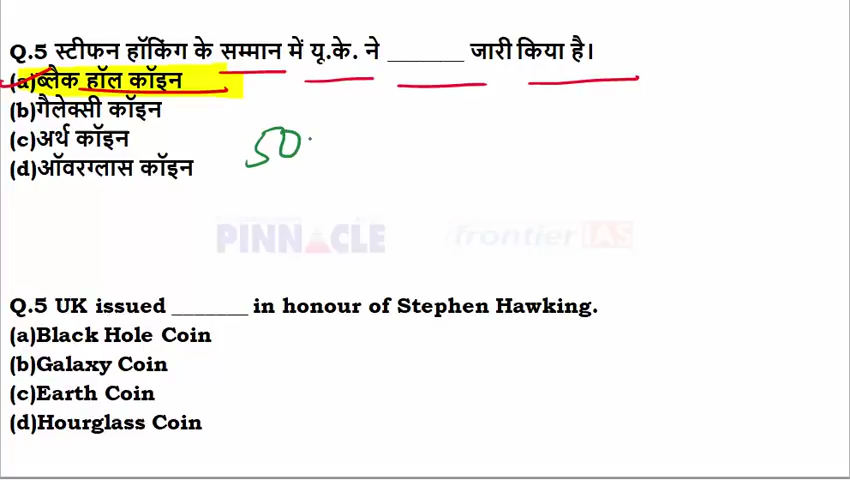 Q.5 स्टीफन हॉकिंग के सम्मान में यू.के. ने _______ जारी किया है।
(a)ब्लैक हॉल कॉइन
(b)गैलेक्सी कॉइन
(c)अर्थ कॉइन
(d)ऑवरग्लास कॉइन
50
PINNACLE frontier IAS
Q.5 UK issued _______ in honour of Stephen Hawking.
(a)Black Hole Coin
(b)Galaxy Coin
(c)Earth Coin
(d)Hourglass Coin